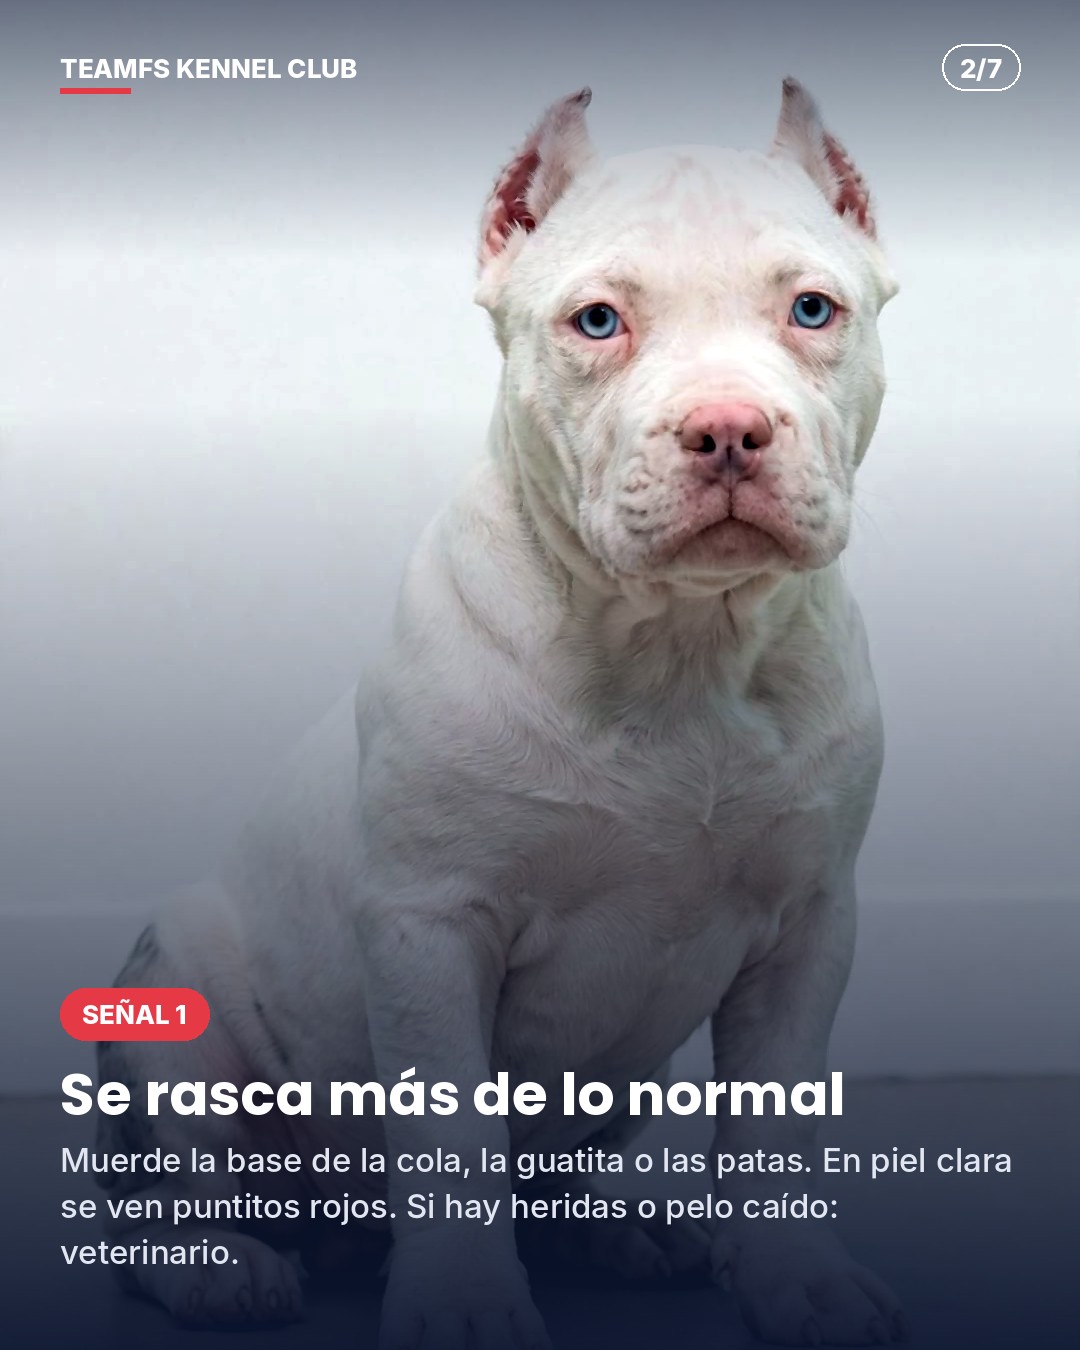 TEAMFS KENNEL CLUB
2/7
SEÑAL 1
Se rasca más de lo normal
Muerde la base de la cola, la guatita o las patas. En piel clara
se ven puntitos rojos. Si hay heridas o pelo caído:
veterinario.